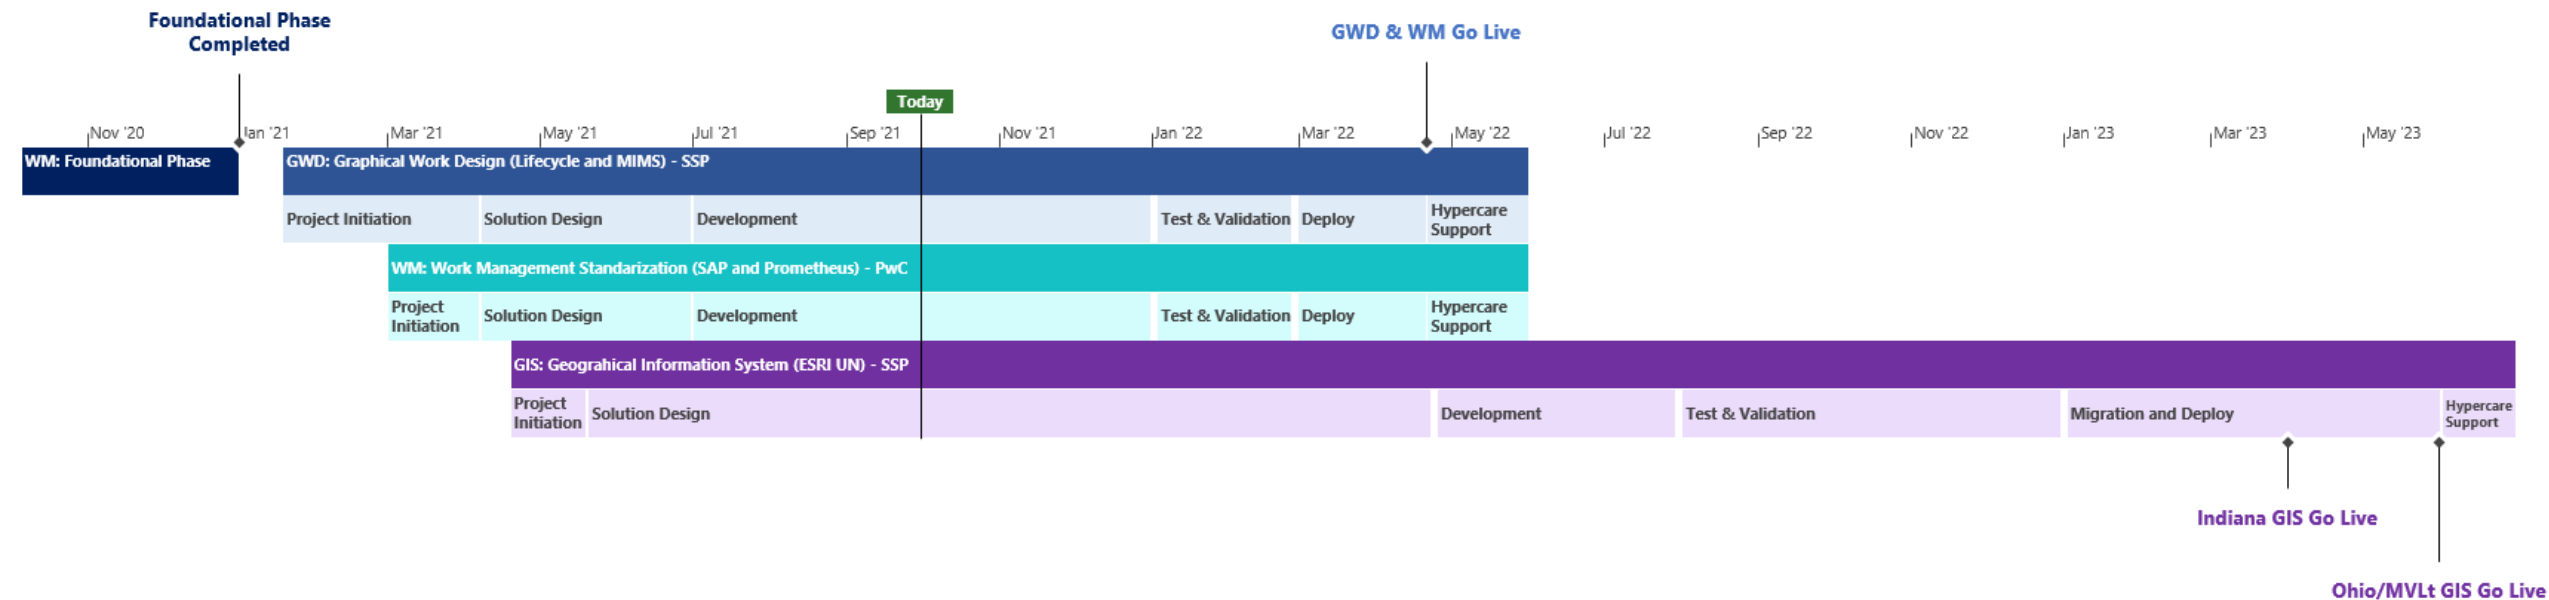 Foundational Phase
Completed
GWD & WM Go Live
Today
Nov '20
Jan '21
Mar '21
May '21
Jul '21
Sep '21
Nov '21
Jan '22
Mar '22
May '22
Jul '22
Sep '22
Nov '22
Jan '23
Mar '23
May '23
WM: Foundational Phase
GWD: Graphical Work Design (Lifecycle and MIMS) - SSP
Project Initiation
Solution Design
Development
Test & Validation
Deploy
Hypercare
Support
WM: Work Management Standarization (SAP and Prometheus) - PwC
Project
Initiation
Solution Design
Development
Test & Validation
Deploy
Hypercare
Support
GIS: Geograhical Information System (ESRI UN) - SSP
Project
Initiation
Solution Design
Development
Test & Validation
Migration and Deploy
Hypercare
Support
Indiana GIS Go Live
Ohio/MVLt GIS Go Live